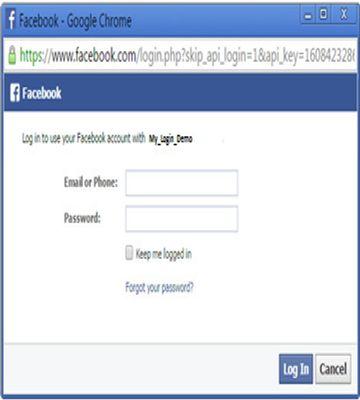 Facebook - Google Chrome
https://www.facebook.com/login.php?skip_api_login=1&api_key=1608423286
Facebook
Log in to use your Facebook account with My_Login_Demo
Email or Phone:
Password:
Keep me logged in
Forgot your password?
Log In Cancel